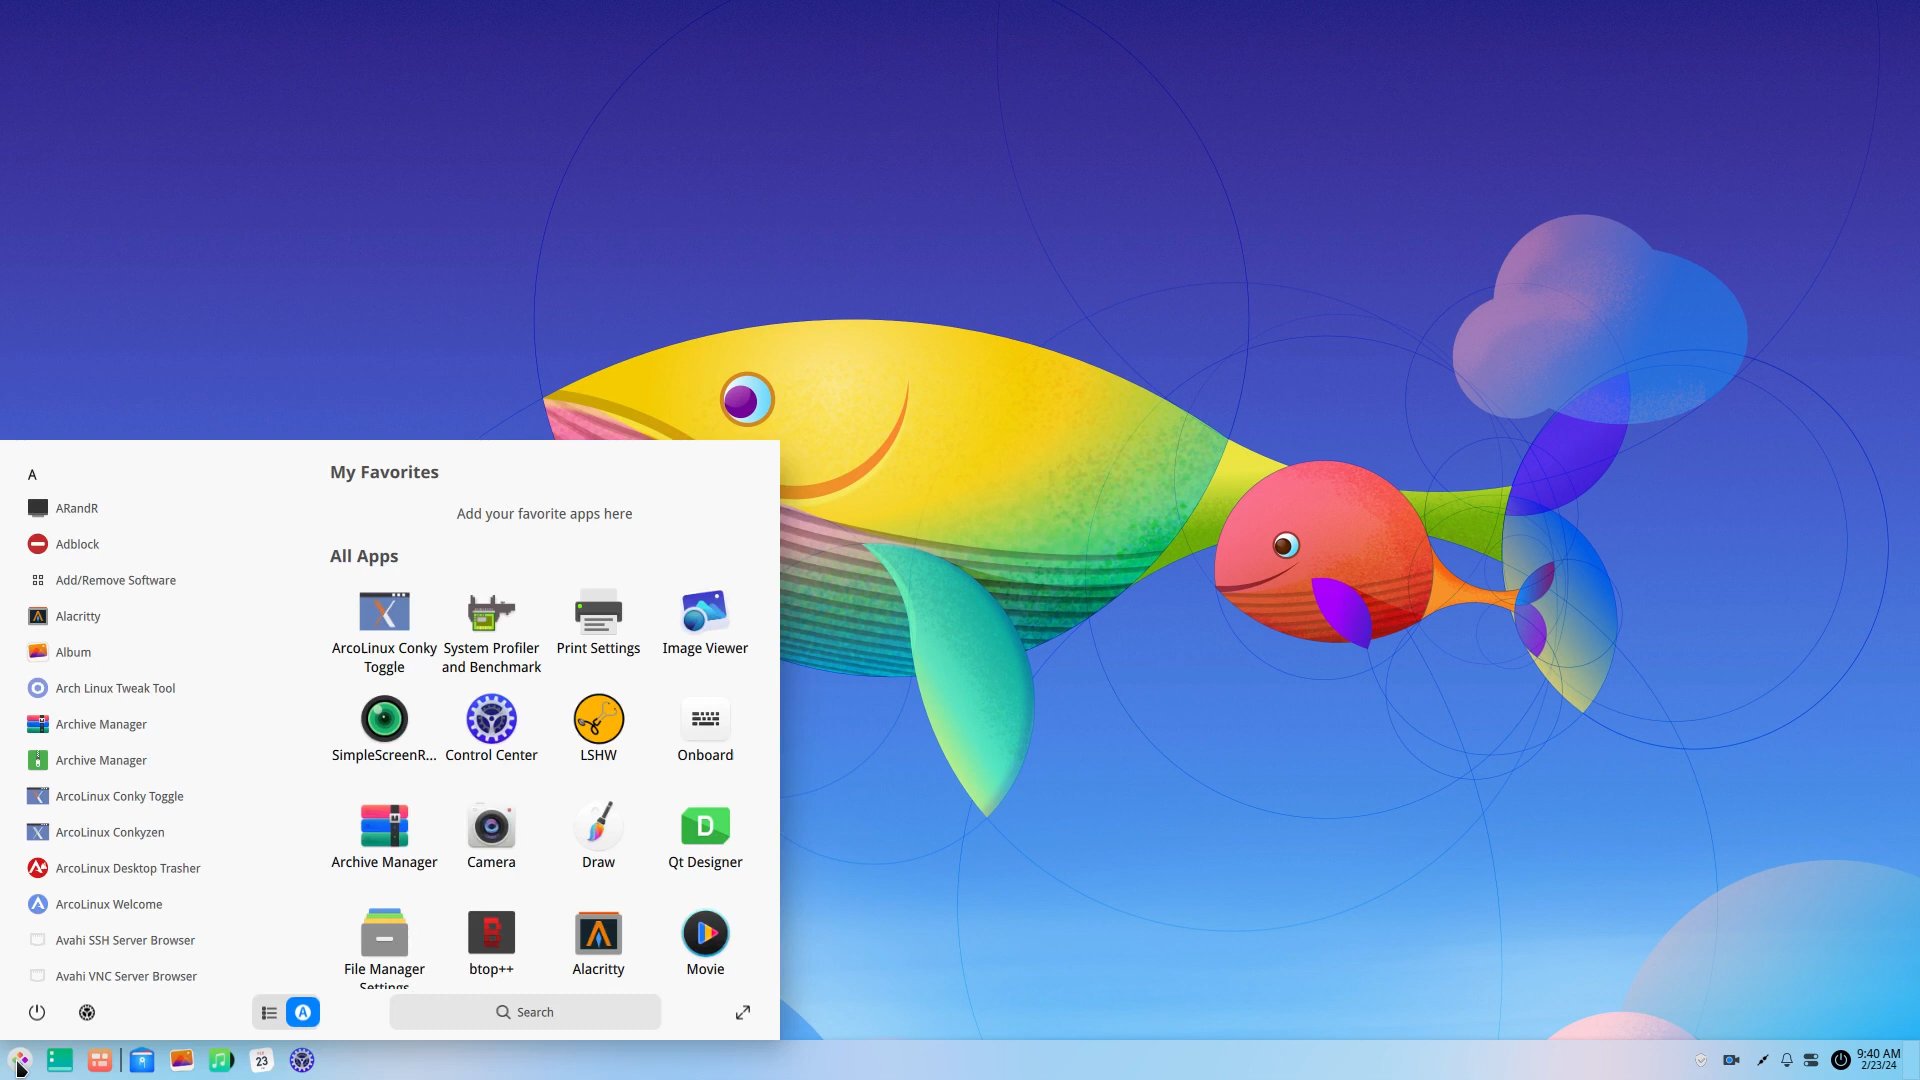 A
ARandR
Adblock
Add/Remove Software
Alacritty
Album
Arch Linux Tweak Tool
Archive Manager
Archive Manager
ArcoLinux Conky Toggle
ArcoLinux Conkyzen
ArcoLinux Desktop Trasher
ArcoLinux Welcome
Avahi SSH Server Browser
Avahi VNC Server Browser
My Favorites
Add your favorite apps here
All Apps
ArcoLinux Conky Toggle
System Profiler and Benchmark
Print Settings
Image Viewer
SimpleScreenR...
Control Center
LSHW
Onboard
Archive Manager
Camera
Draw
D
Qt Designer
File Manager Settings
B
btop++
Alacritty
Movie
A
Search
23
9:40 AM
2/23/24